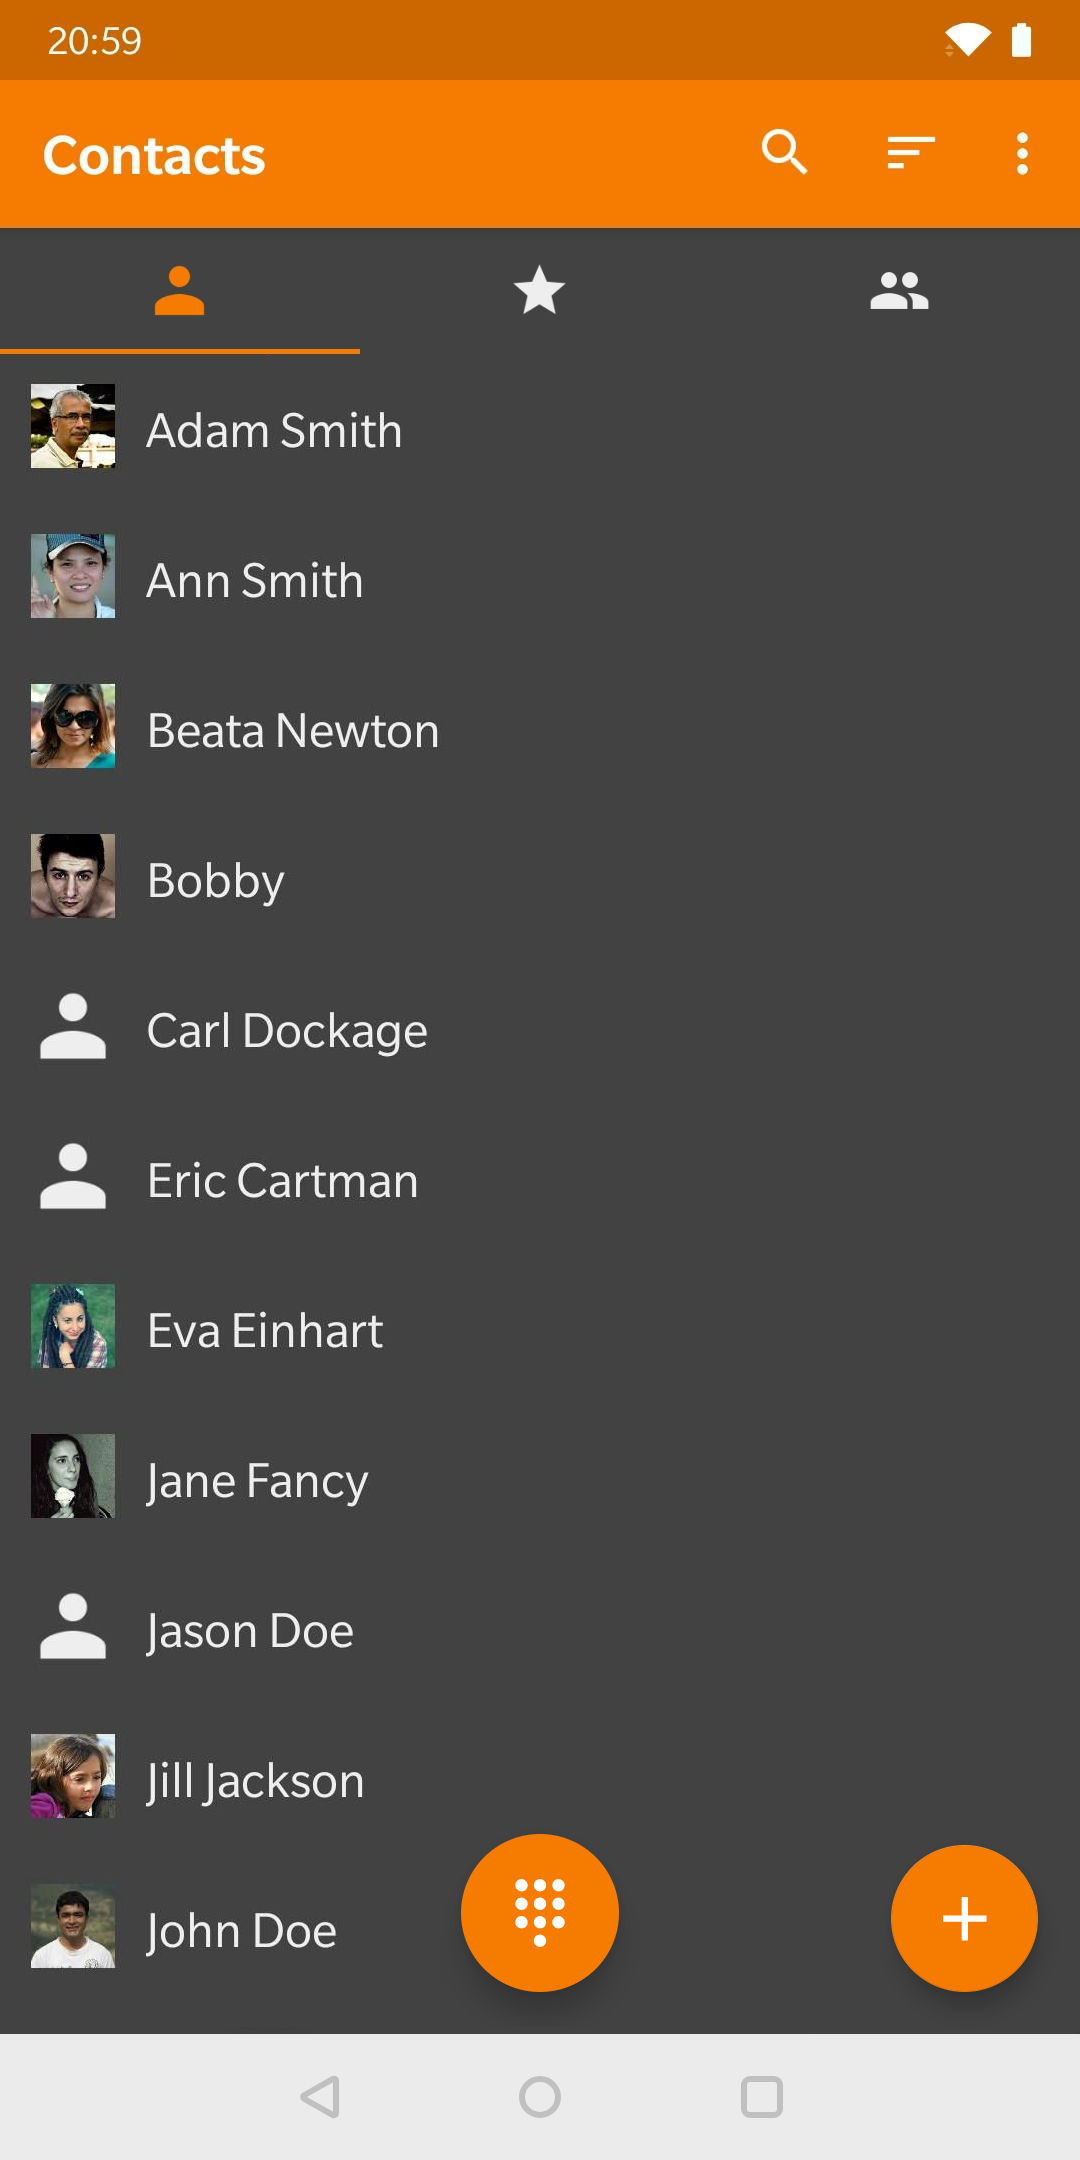 20:59
Contacts
Adam Smith
Ann Smith
Beata Newton
Bobby
Carl Dockage
Eric Cartman
Eva Einhart
Jane Fancy
Jason Doe
Jill Jackson
John Doe